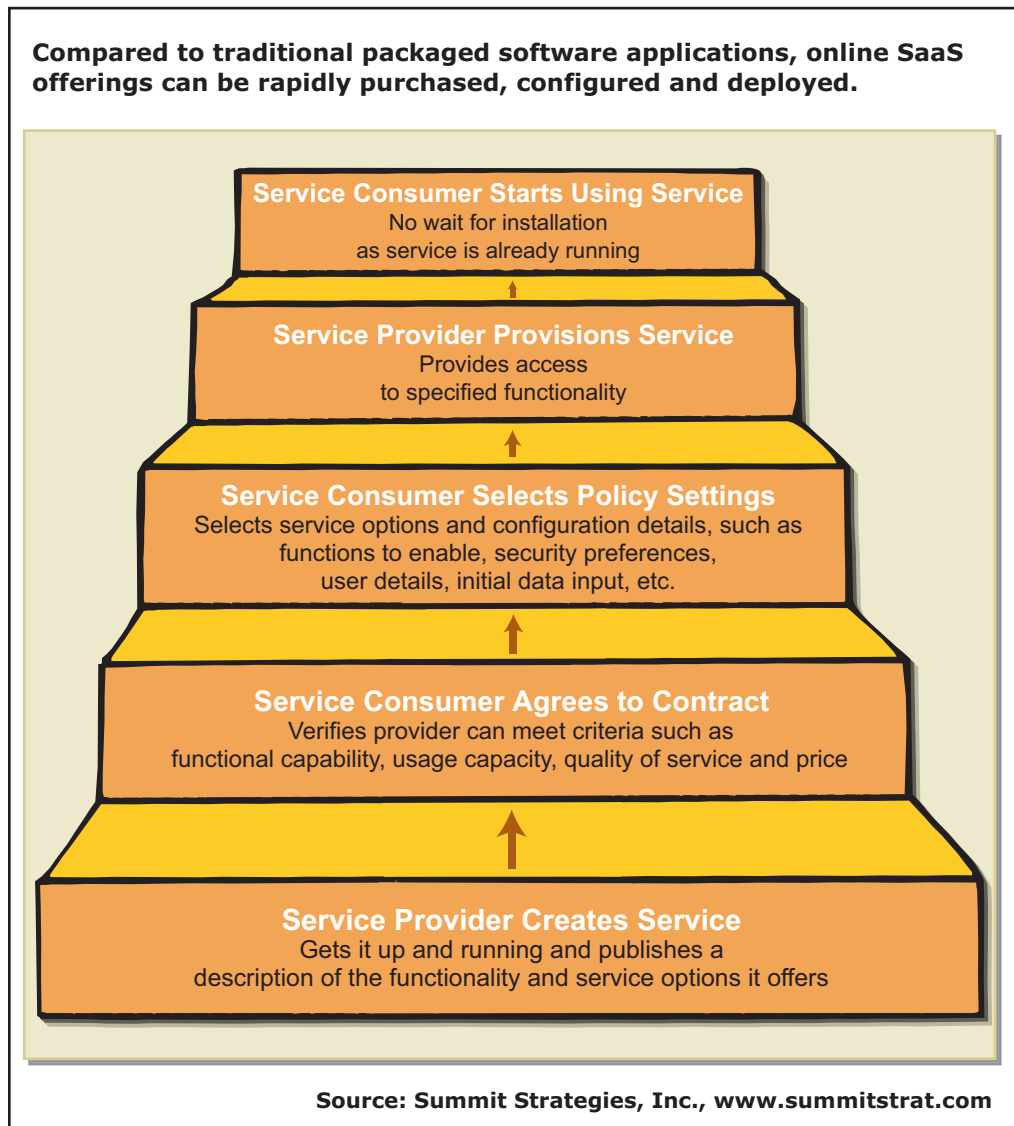 Compared to traditional packaged software applications, online SaaS
offerings can be rapidly purchased, configured and deployed.
Service Consumer Starts Using Service
No wait for installation
as service is already running
Service Provider Provisions Service
Provides access
to specified functionality
Service Consumer Selects Policy Settings
Selects service options and configuration details, such as
functions to enable, security preferences,
user details, initial data input, etc.
Service Consumer Agrees to Contract
Verifies provider can meet criteria such as
functional capability, usage capacity, quality of service and price
Service Provider Creates Service
Gets it up and running and publishes a
description of the functionality and service options it offers
Source: Summit Strategies, Inc., www.summitstrat.com